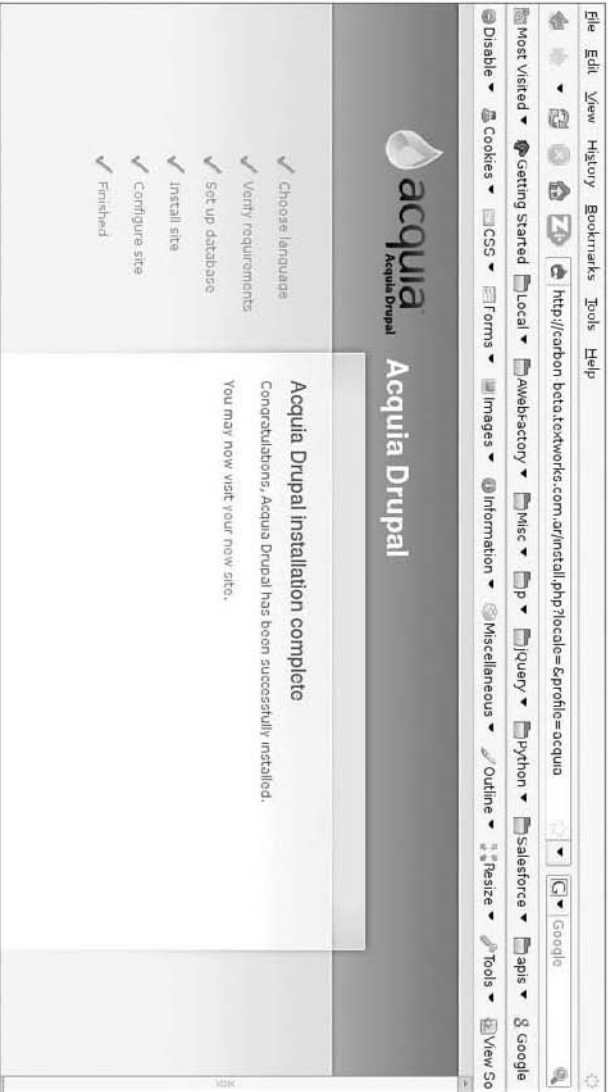 File Edit View History Bookmarks Tools Help
http://carbon-beta.textworks.com.ar/install.php?locale=&profile=acquia
Google
Most Visited Getting Started Local AWebFactory Misc p jQuery Python Salesforce apis Google
Disable Cookies CSS Forms Images Information Miscellaneous Outline Resize Tools View S
acquia
Acquia Drupal
Acquia Drupal
Choose language
Verify requirements
Set up database
Install site
Configure site
Finished
Acquia Drupal installation complete
Congratulations, Acquia Drupal has been successfully installed.
You may now visit your new site.